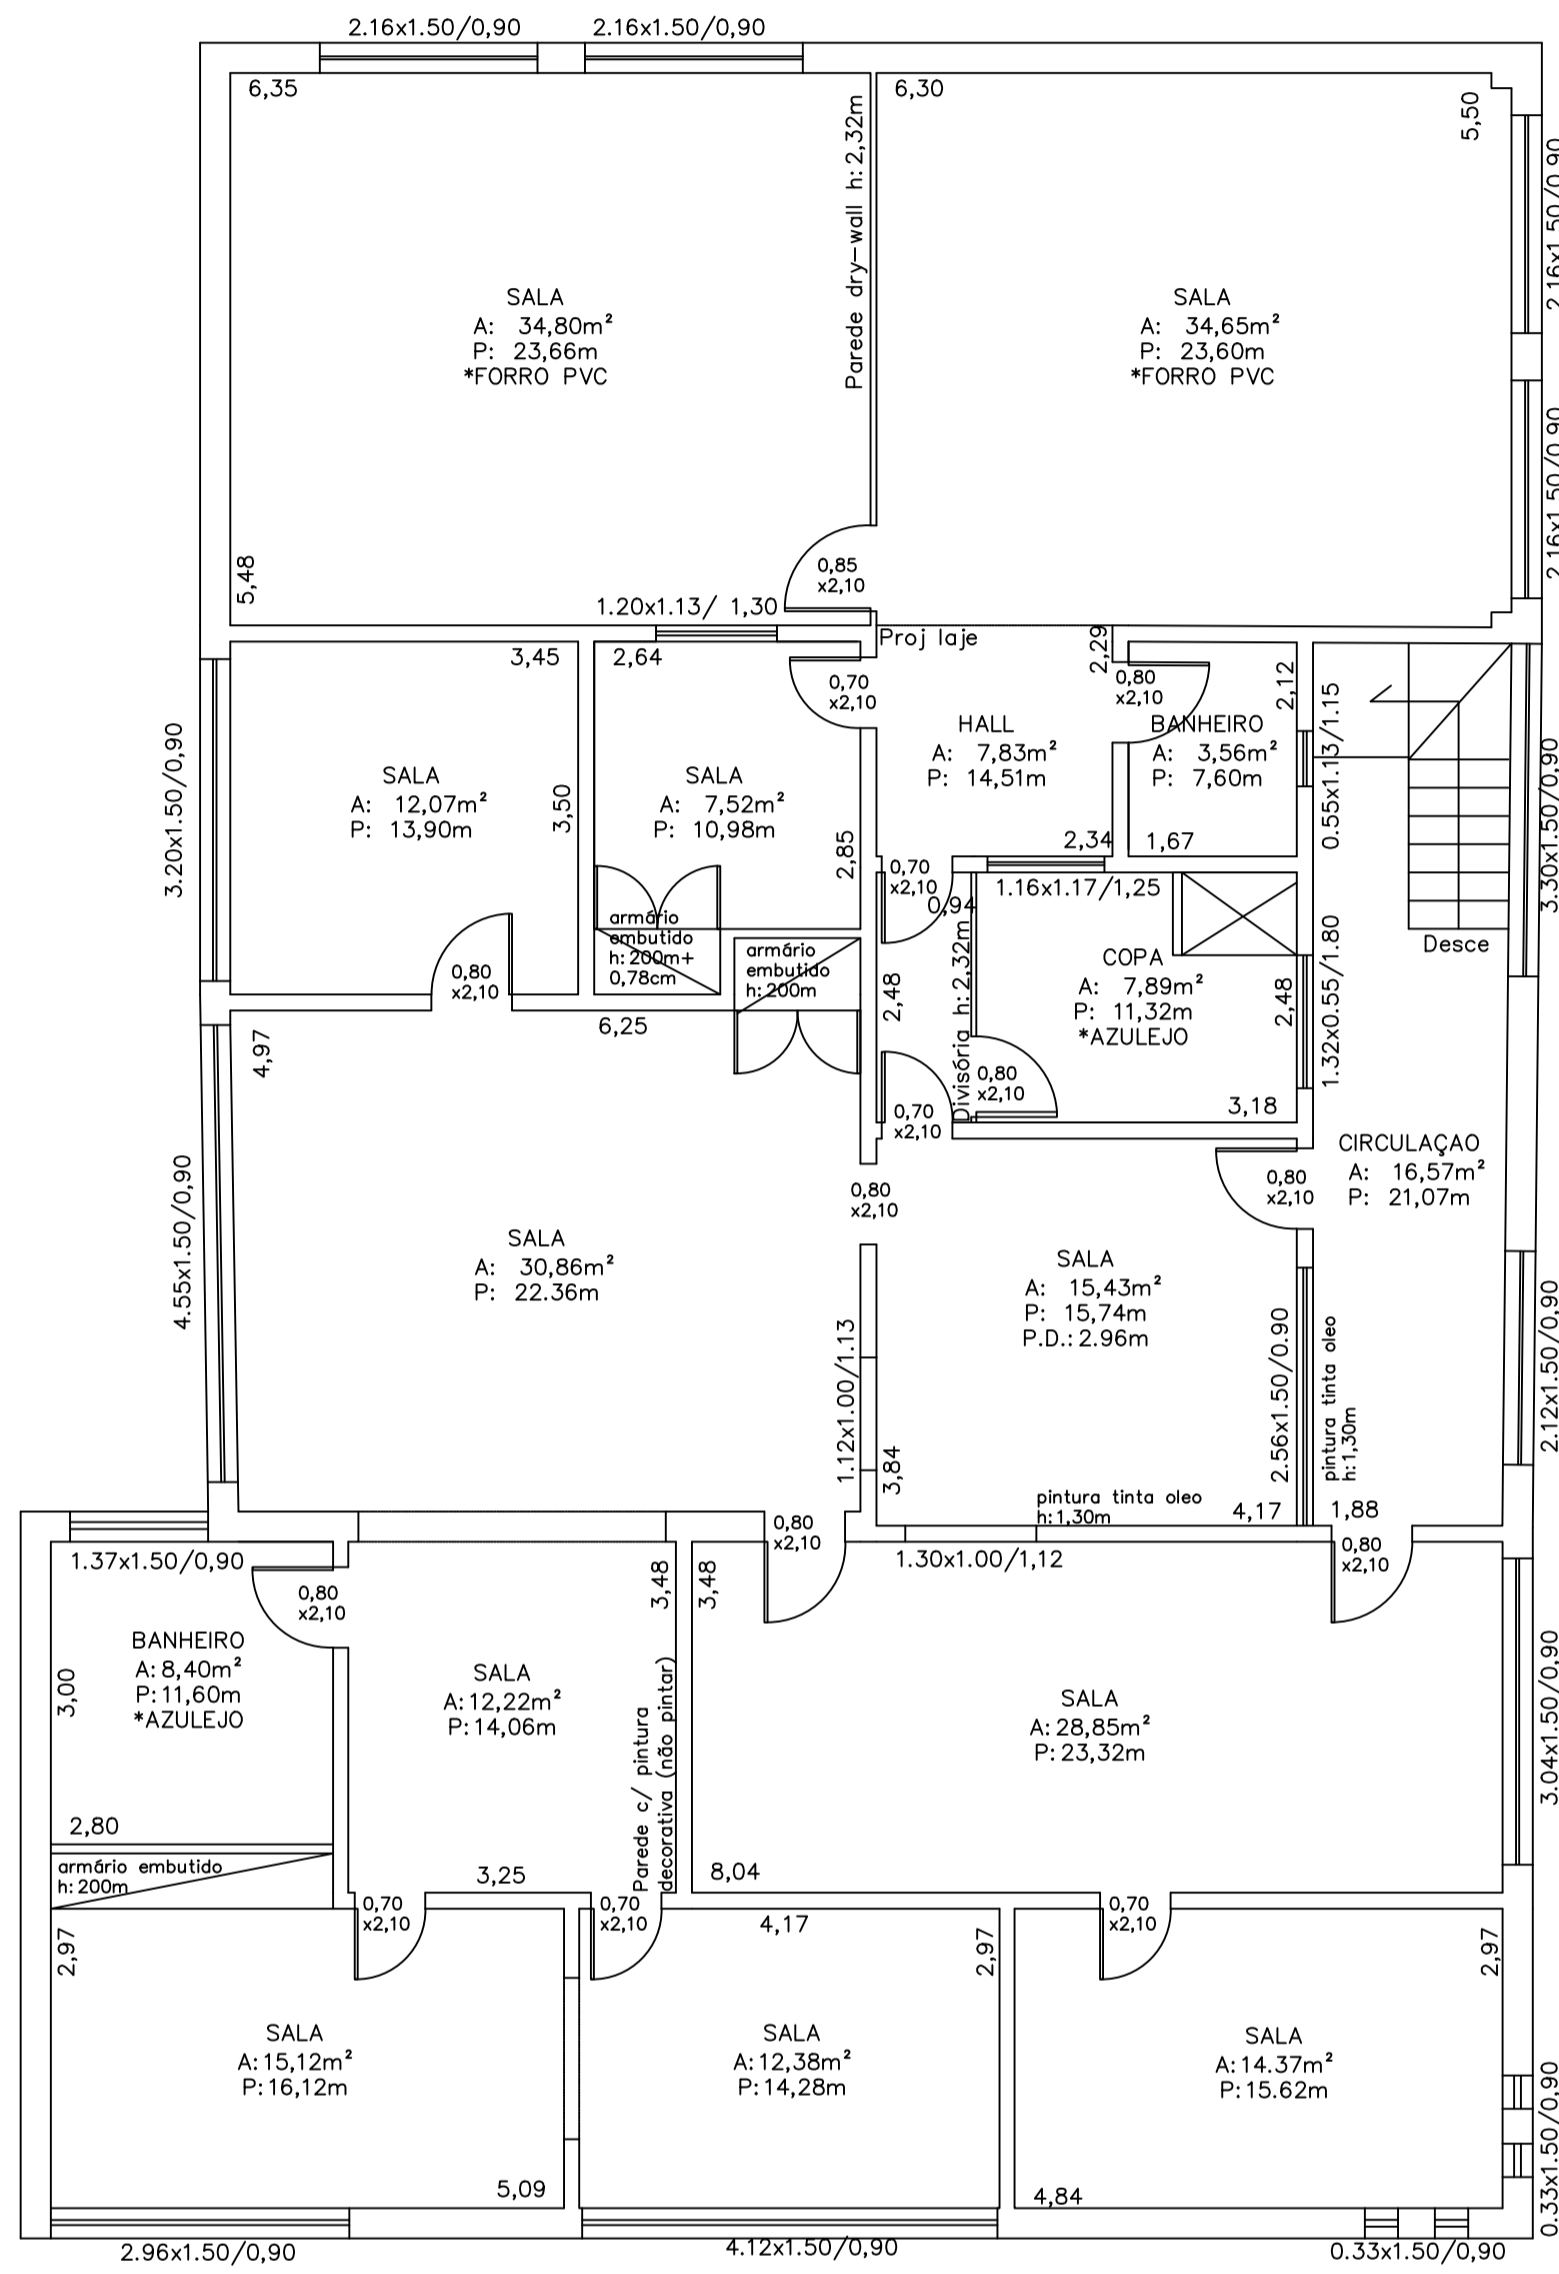 2.16x1.50/0,90
2.16x1.50/0,90
6,35
6,30
5,50
Parede dry-wall h:2,32m
2.16x1.50/0,90
SALA
A: 34,80m²
P: 23,66m
*FORRO PVC
SALA
A: 34,65m²
P: 23,60m
*FORRO PVC
2.16x1.50/0,90
5,48
0,85
x2,10
1.20x1.13/ 1,30
Proj laje
3,45
2,64
2,29
0,70
x2,10
0,80
x2,10
2,12
0.55x1.13/1.15
3.20x1.50/0,90
SALA
A: 12,07m²
P: 13,90m
3,50
SALA
A: 7,52m²
P: 10,98m
2,85
HALL
A: 7,83m²
P: 14,51m
2,34
BANHEIRO
A: 3,56m²
P: 7,60m
1,67
3.30x1.50/0.90
0,70
x2,10
0,94
1.16x1.17/1,25
armário
embutido
h:200m+
0,78cm
armário
embutido
h:200m
0,80
x2,10
2,48
Divisória h:2,32m
COPA
A: 7,89m²
P: 11,32m
*AZULEJO
2,48
1.32x0.55/1.80
Desce
4,97
6,25
0,80
x2,10
3,18
0,70
x2,10
0,80
x2,10
0,80
x2,10
CIRCULAÇAO
A: 16,57m²
P: 21,07m
4.55x1.50/0,90
SALA
A: 30,86m²
P: 22.36m
SALA
A: 15,43m²
P: 15,74m
P.D.: 2.96m
1.12x1.00/1.13
3,84
2.56x1.50/0.90
pintura tinta oleo
h:1,30m
2.12x1.50/0,90
pintura tinta oleo
h:1,30m
4,17
1,88
0,80
x2,10
0,80
x2,10
1.37x1.50/0,90
1.30x1.00/1,12
0,80
x2,10
3,48
3,48
BANHEIRO
A: 8,40m²
P: 11,60m
*AZULEJO
3,00
2,80
SALA
A: 12,22m²
P: 14,06m
Parede c/ pintura
decorativa (não pintar)
SALA
A: 28,85m²
P: 23,32m
3.04x1.50/0,90
armário embutido
h:200m
3,25
8,04
0,70
x2,10
0,70
x2,10
0,70
x2,10
2,97
4,17
2,97
2,97
SALA
A: 15,12m²
P: 16,12m
SALA
A: 12,38m²
P: 14,28m
SALA
A: 14.37m²
P: 15.62m
5,09
4,84
0.33x1.50/0,90
2.96x1.50/0,90
4.12x1.50/0,90
0.33x1.50/0,90